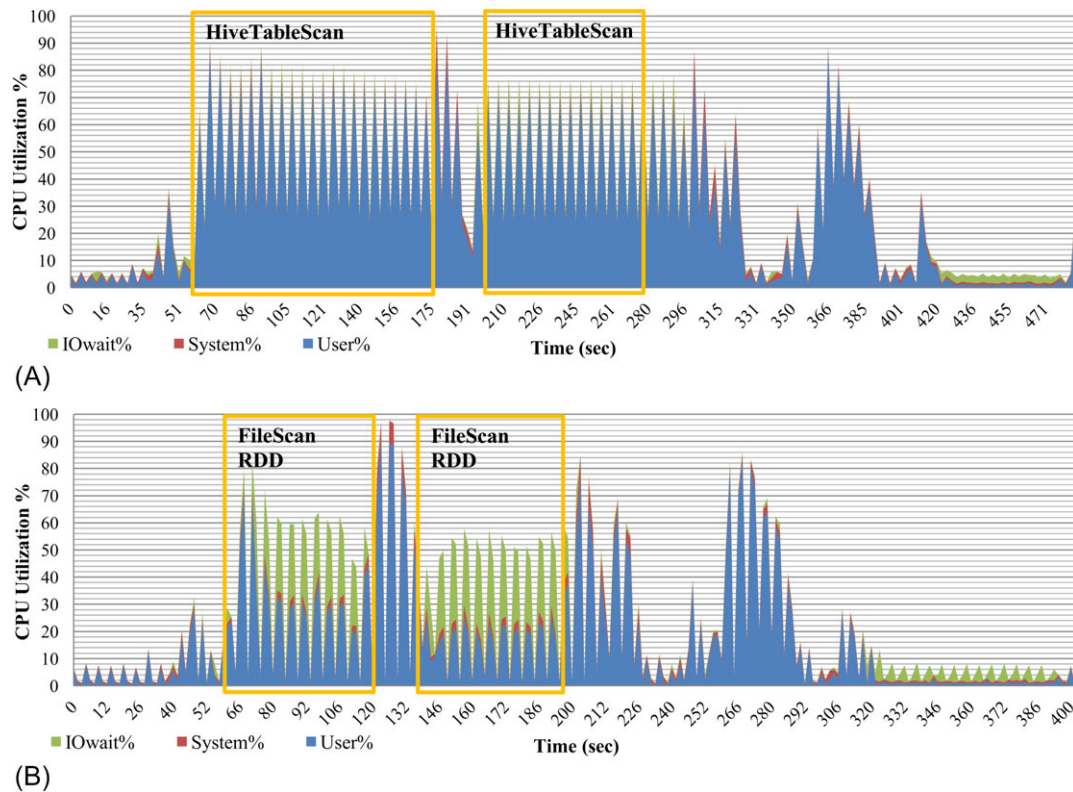 100
90
80
70
60
50
40
30
20
10
0
CPU Utilization %
HiveTableScan
HiveTableScan
0 16 35 51 70 86 105 121 140 156 175 191 210 226 245 261 280 296 315 331 350 366 385 401 420 436 455 471
IOwait% System% User%
Time (sec)
(A)
100
90
80
70
60
50
40
30
20
10
0
CPU Utilization %
FileScan
RDD
FileScan
RDD
0 12 26 40 52 66 80 92 106 120 132 146 160 172 186 200 212 226 240 252 266 280 292 306 320 332 346 360 372 386 400
IOwait% System% User%
Time (sec)
(B)